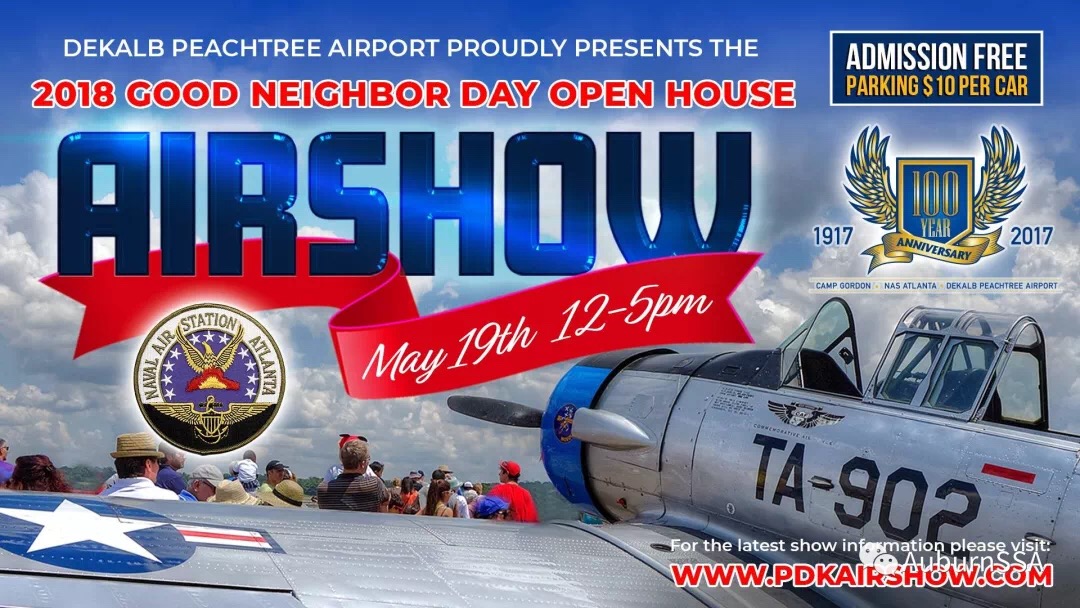 DEKALB PEACHTREE AIRPORT PROUDLY PRESENTS THE
2018 GOOD NEIGHBOR DAY OPEN HOUSE
AIRSHOW
May 19th 12-5pm
ADMISSION FREE
PARKING $10 PER CAR
100
YEAR
ANNIVERSARY
1917
2017
CAMP GORDON NAS ATLANTA DEKALB PEACHTREE AIRPORT
NAVAL AIR STATION ATLANTA
COMMEMORATIVE AIR
TA-902
For the latest show information please visit:
WWW.PDKAIRSHOW.COM
AuburnSSA